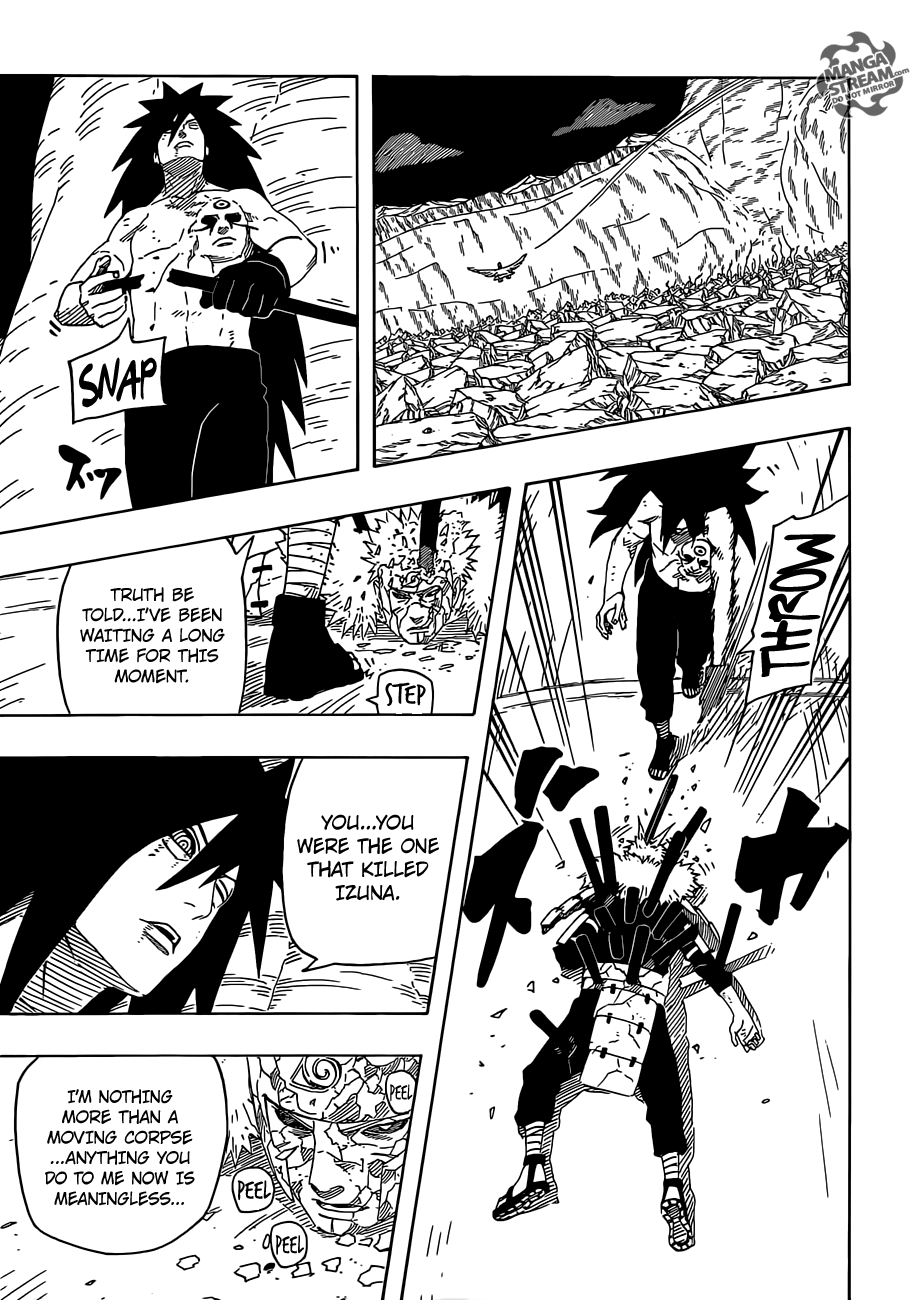 MANGA
STREAM.com
DO NOT MIRROR
SNAP
ズッ
THROW
TRUTH BE
TOLD...I'VE BEEN
WAITING A LONG
TIME FOR THIS
MOMENT.
STEP
YOU...YOU
WERE THE ONE
THAT KILLED
IZUNA.
PEEL
I'M NOTHING
MORE THAN A
MOVING CORPSE
...ANYTHING YOU
DO TO ME NOW IS
MEANINGLESS...
PEEL
PEEL